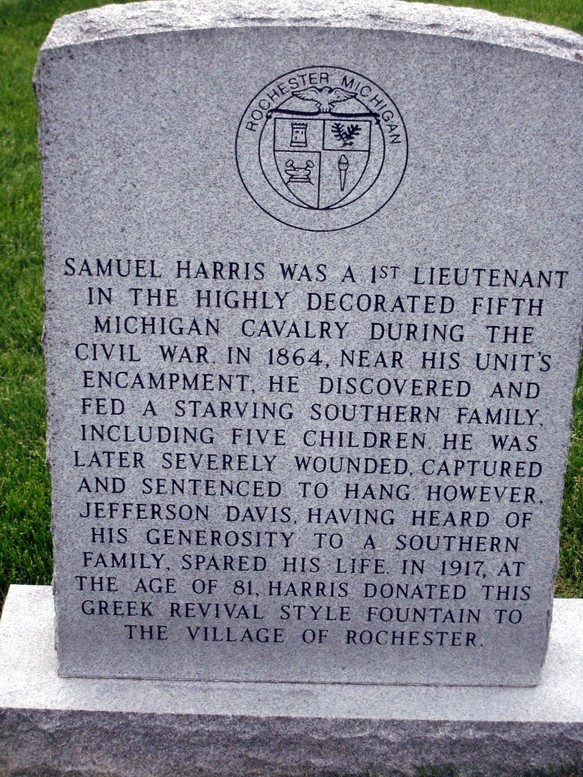 ROCHESTER MICHIGAN
SAMUEL HARRIS WAS A 1ST LIEUTENANT
IN THE HIGHLY DECORATED FIFTH
MICHIGAN CAVALRY DURING THE
CIVIL WAR. IN 1864, NEAR HIS UNIT'S
ENCAMPMENT, HE DISCOVERED AND
FED A STARVING SOUTHERN FAMILY,
INCLUDING FIVE CHILDREN. HE WAS
LATER SEVERELY WOUNDED, CAPTURED
AND SENTENCED TO HANG. HOWEVER,
JEFFERSON DAVIS, HAVING HEARD OF
HIS GENEROSITY TO A SOUTHERN
FAMILY, SPARED HIS LIFE. IN 1917, AT
THE AGE OF 81, HARRIS DONATED THIS
GREEK REVIVAL STYLE FOUNTAIN TO
THE VILLAGE OF ROCHESTER.